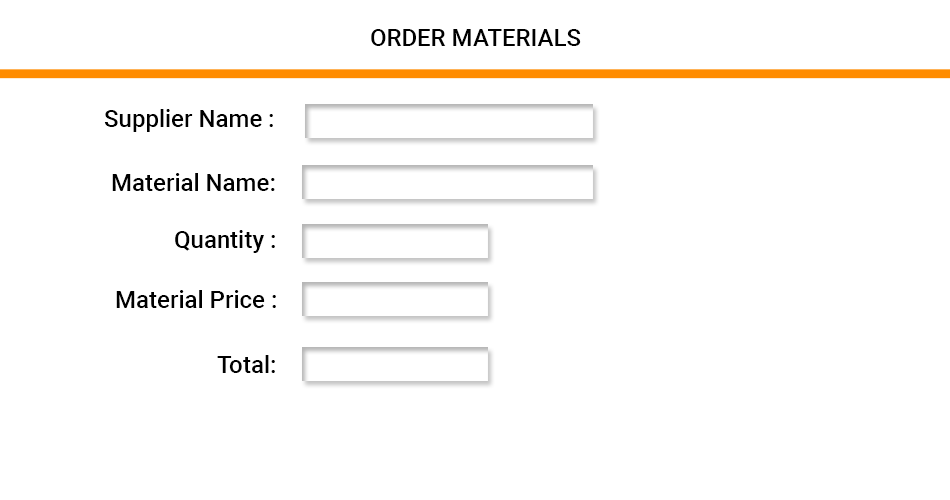 ORDER MATERIALS
Supplier Name :
Material Name:
Quantity :
Material Price :
Total: